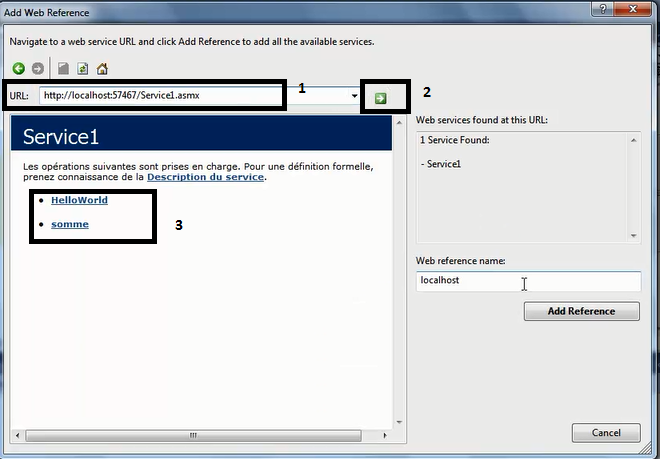 Add Web Reference
Navigate to a web service URL and click Add Reference to add all the available services.
URL: http://localhost:57467/Service1.asmx
1
2
Service1
Les opérations suivantes sont prises en charge. Pour une définition formelle,
prenez connaissance de la Description du service.
HelloWorld
somme
3
Web services found at this URL:
1 Service Found:
- Service1
Web reference name:
localhost
Add Reference
Cancel